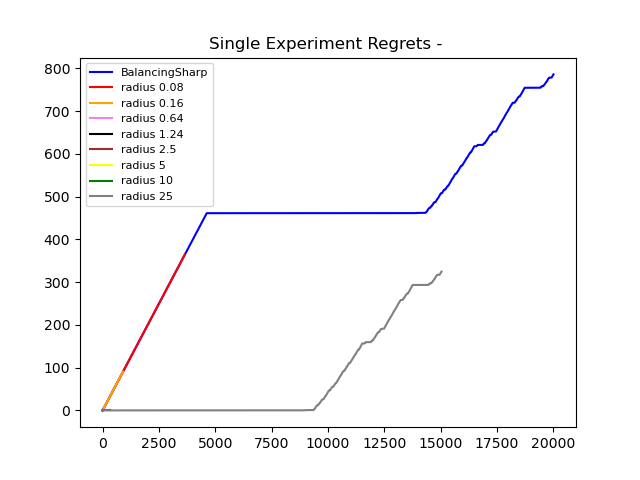 Single Experiment Regrets -
BalancingSharp
radius 0.08
radius 0.16
radius 0.64
radius 1.24
radius 2.5
radius 5
radius 10
radius 25
800
700
600
500
400
300
200
100
0
0 2500 5000 7500 10000 12500 15000 17500 20000